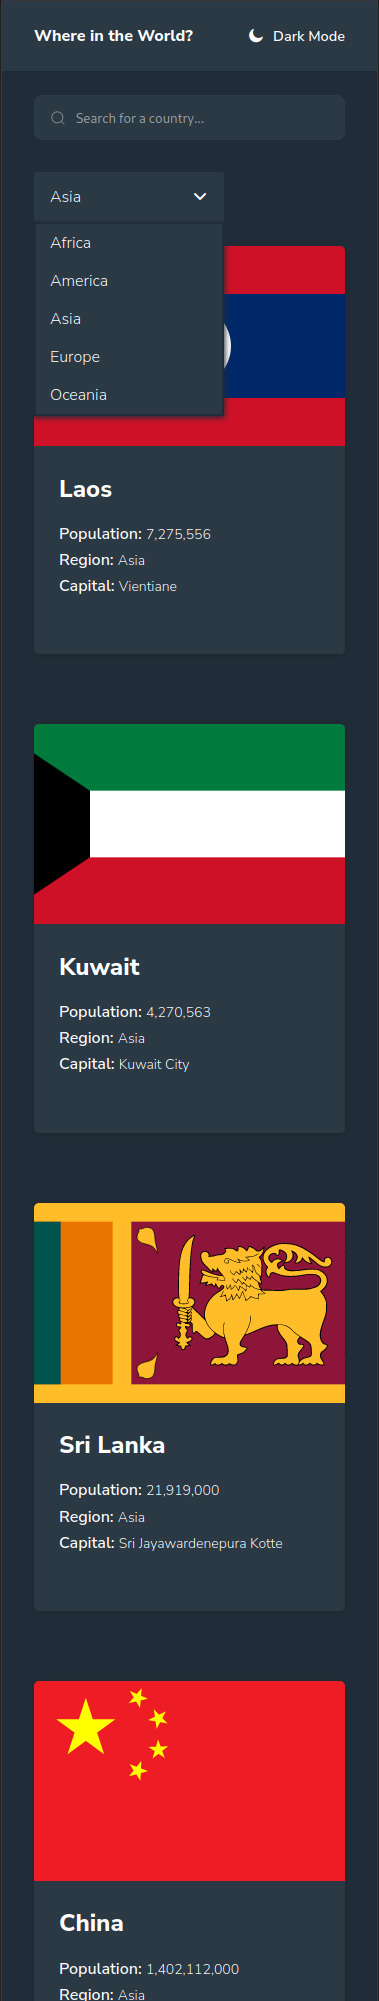 Where in the World?
Dark Mode
Search for a country...
Asia
Africa
America
Asia
Europe
Oceania
Laos
Population: 7,275,556
Region: Asia
Capital: Vientiane
Kuwait
Population: 4,270,563
Region: Asia
Capital: Kuwait City
Sri Lanka
Population: 21,919,000
Region: Asia
Capital: Sri Jayawardenepura Kotte
China
Population: 1,402,112,000
Region: Asia